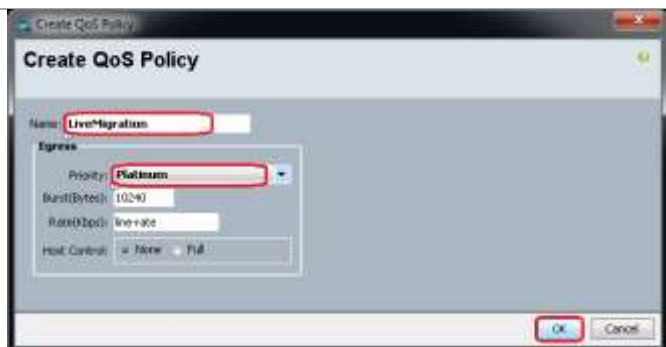 Create QoS Policy
Create QoS Policy
Name: LiveMigration
Egress
Priority: Platinum
Burst(Bytes): 10240
Rate(Kbps): line-rate
Host Control: None Full
OK Cancel